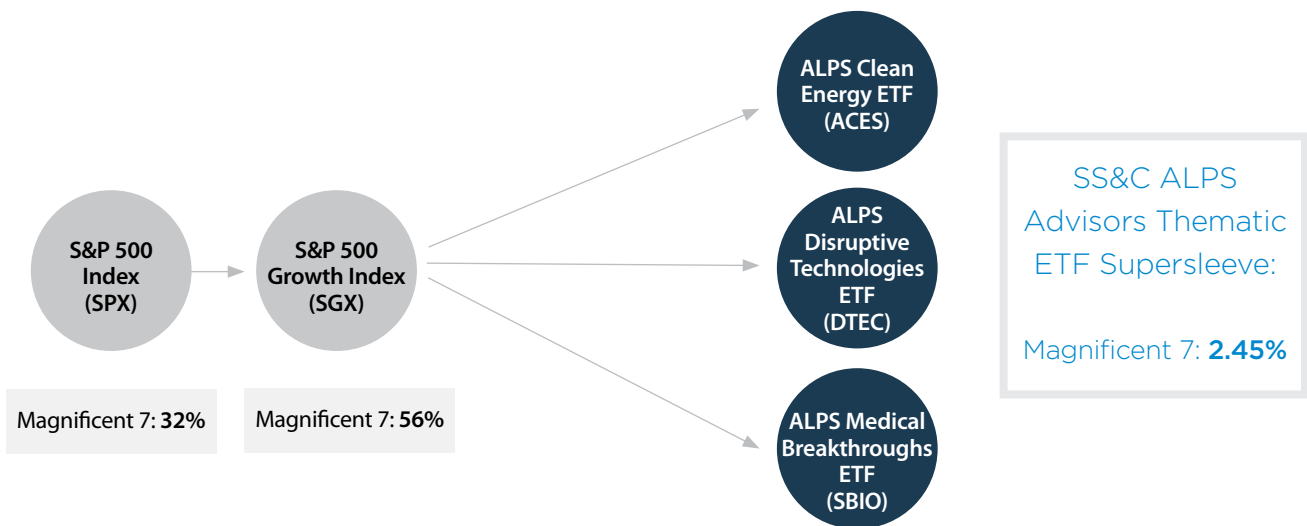 S&P 500
Index
(SPX)
Magnificent 7: 32%
S&P 500
Growth Index
(SGX)
Magnificent 7: 56%
ALPS Clean
Energy ETF
(ACES)
ALPS
Disruptive
Technologies
ETF
(DTEC)
ALPS Medical
Breakthroughs
ETF
(SBIO)
SS&C ALPS
Advisors Thematic
ETF Supersleeve:
Magnificent 7: 2.45%